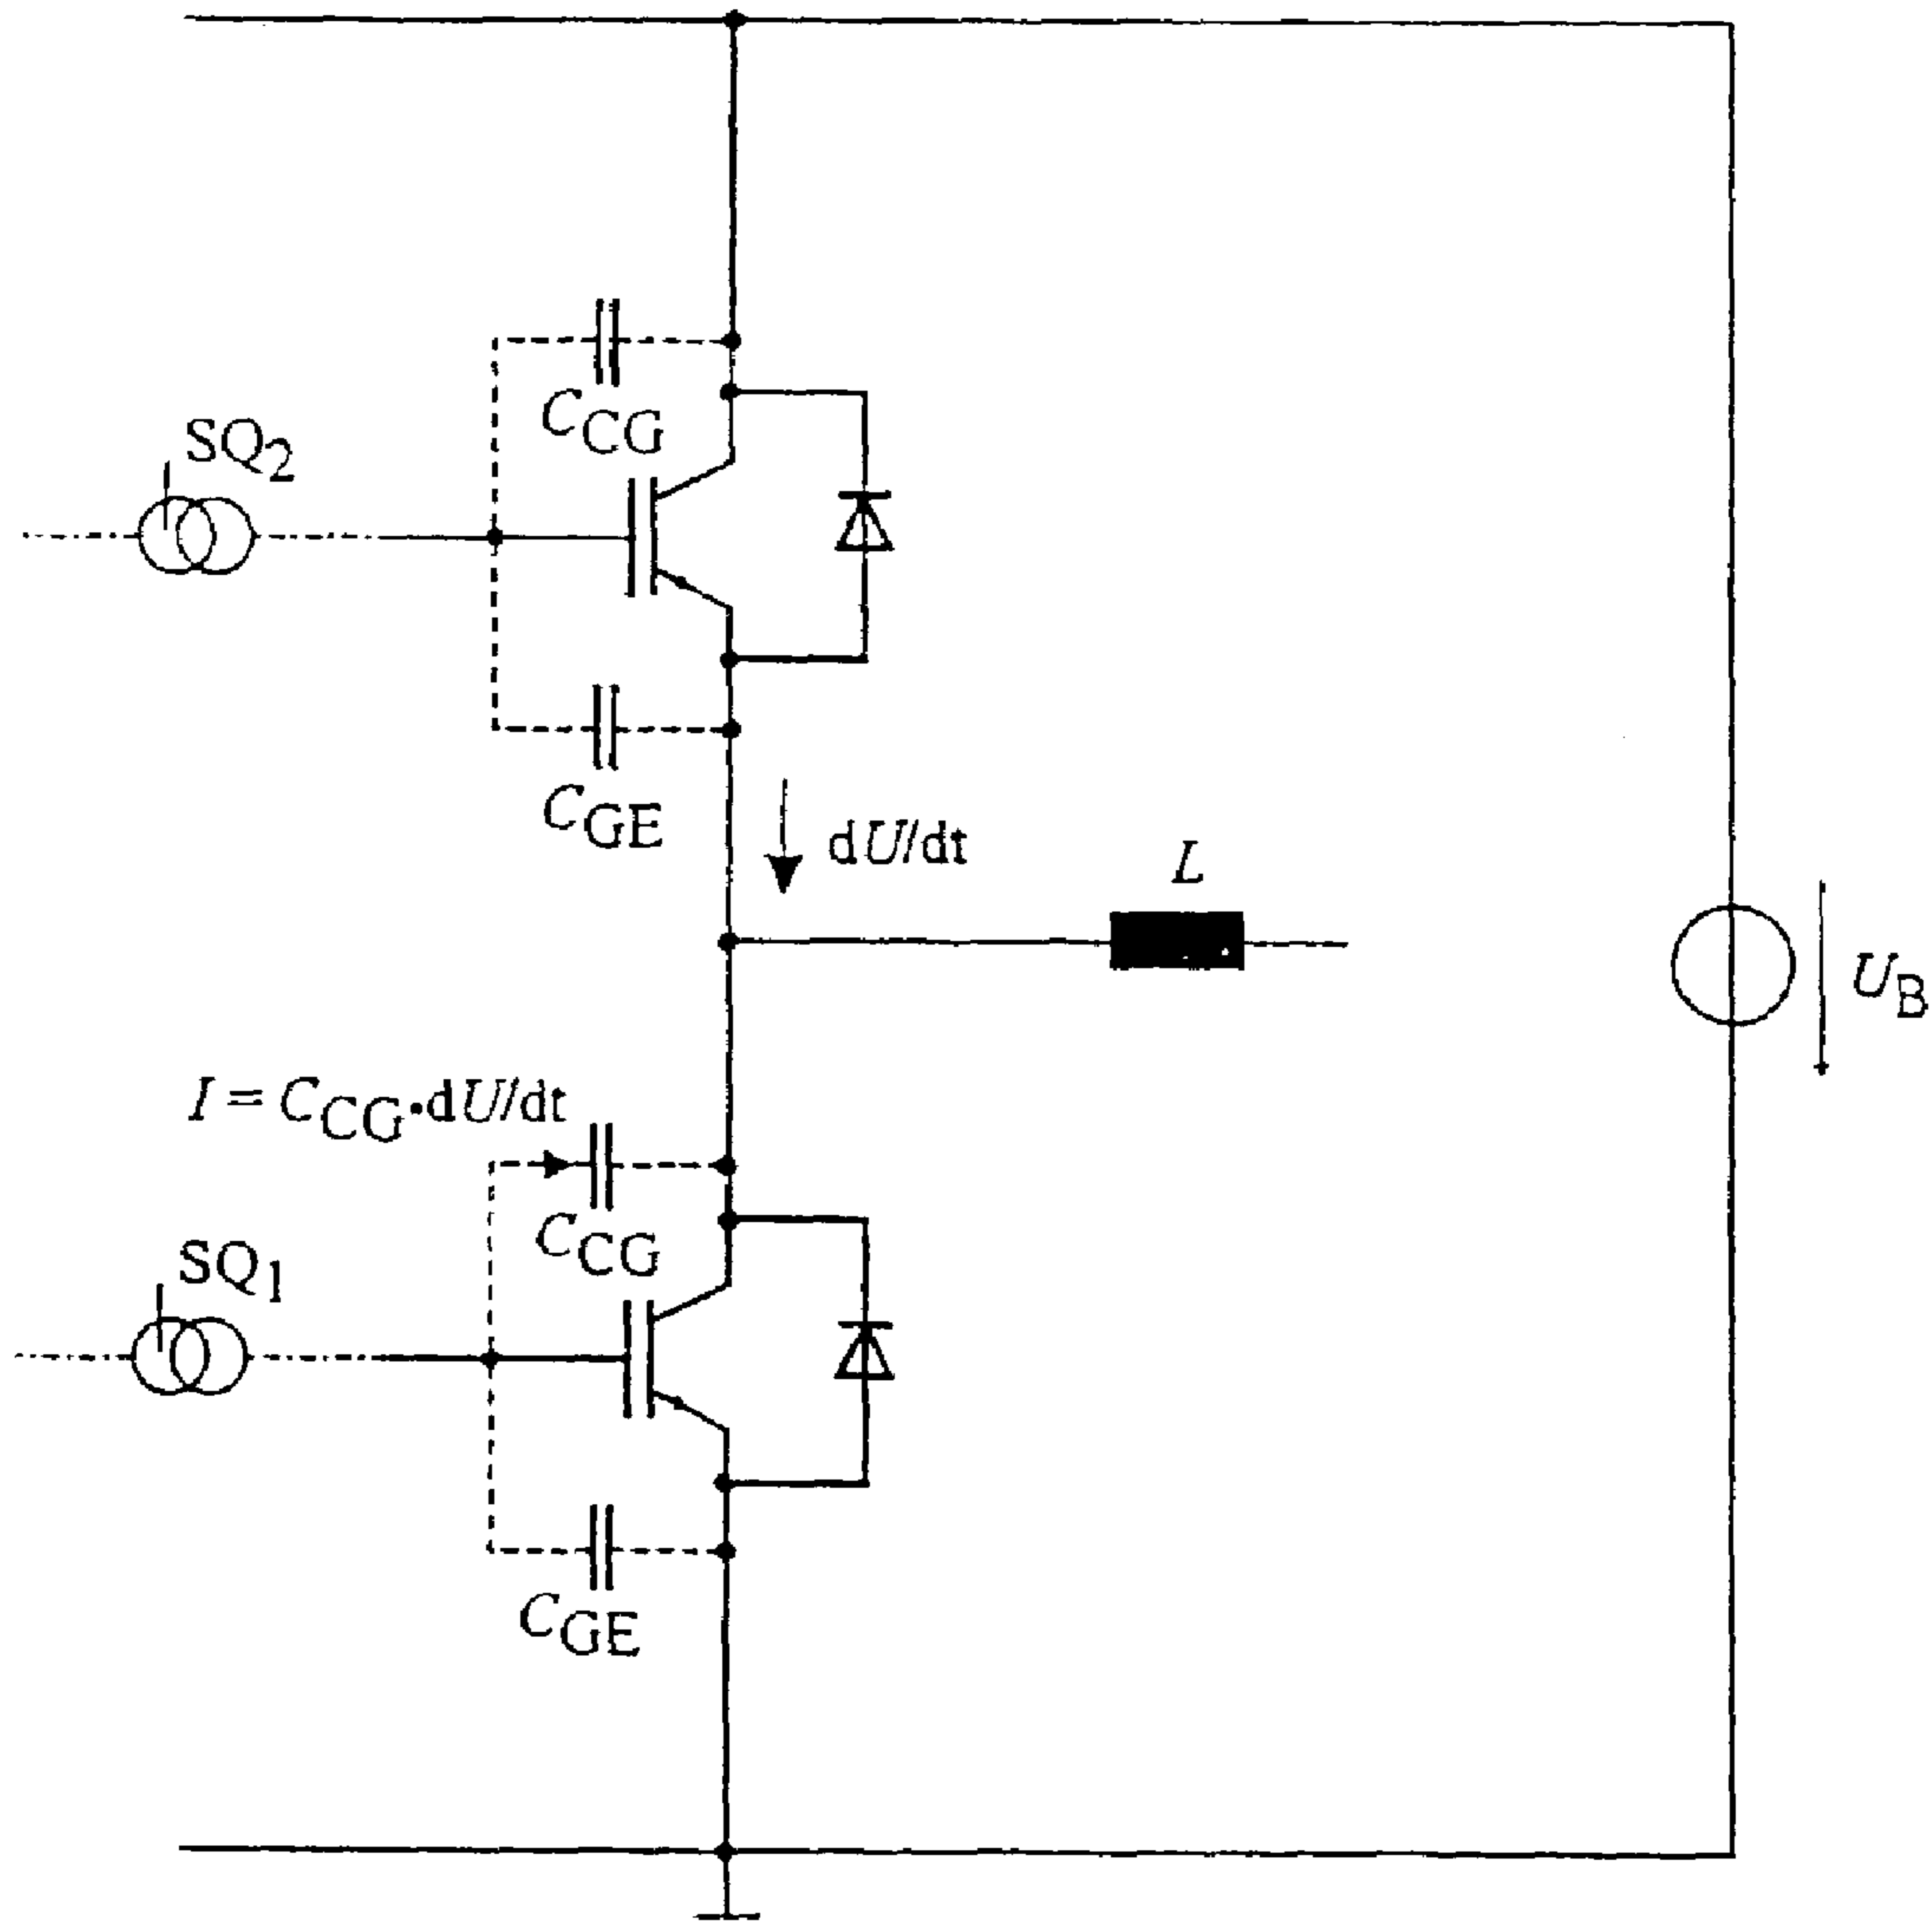 C_CG
SQ_2
C_GE
dU/dt
L
U_B
I = C_CG·dU/dt
C_CG
SQ_1
C_GE